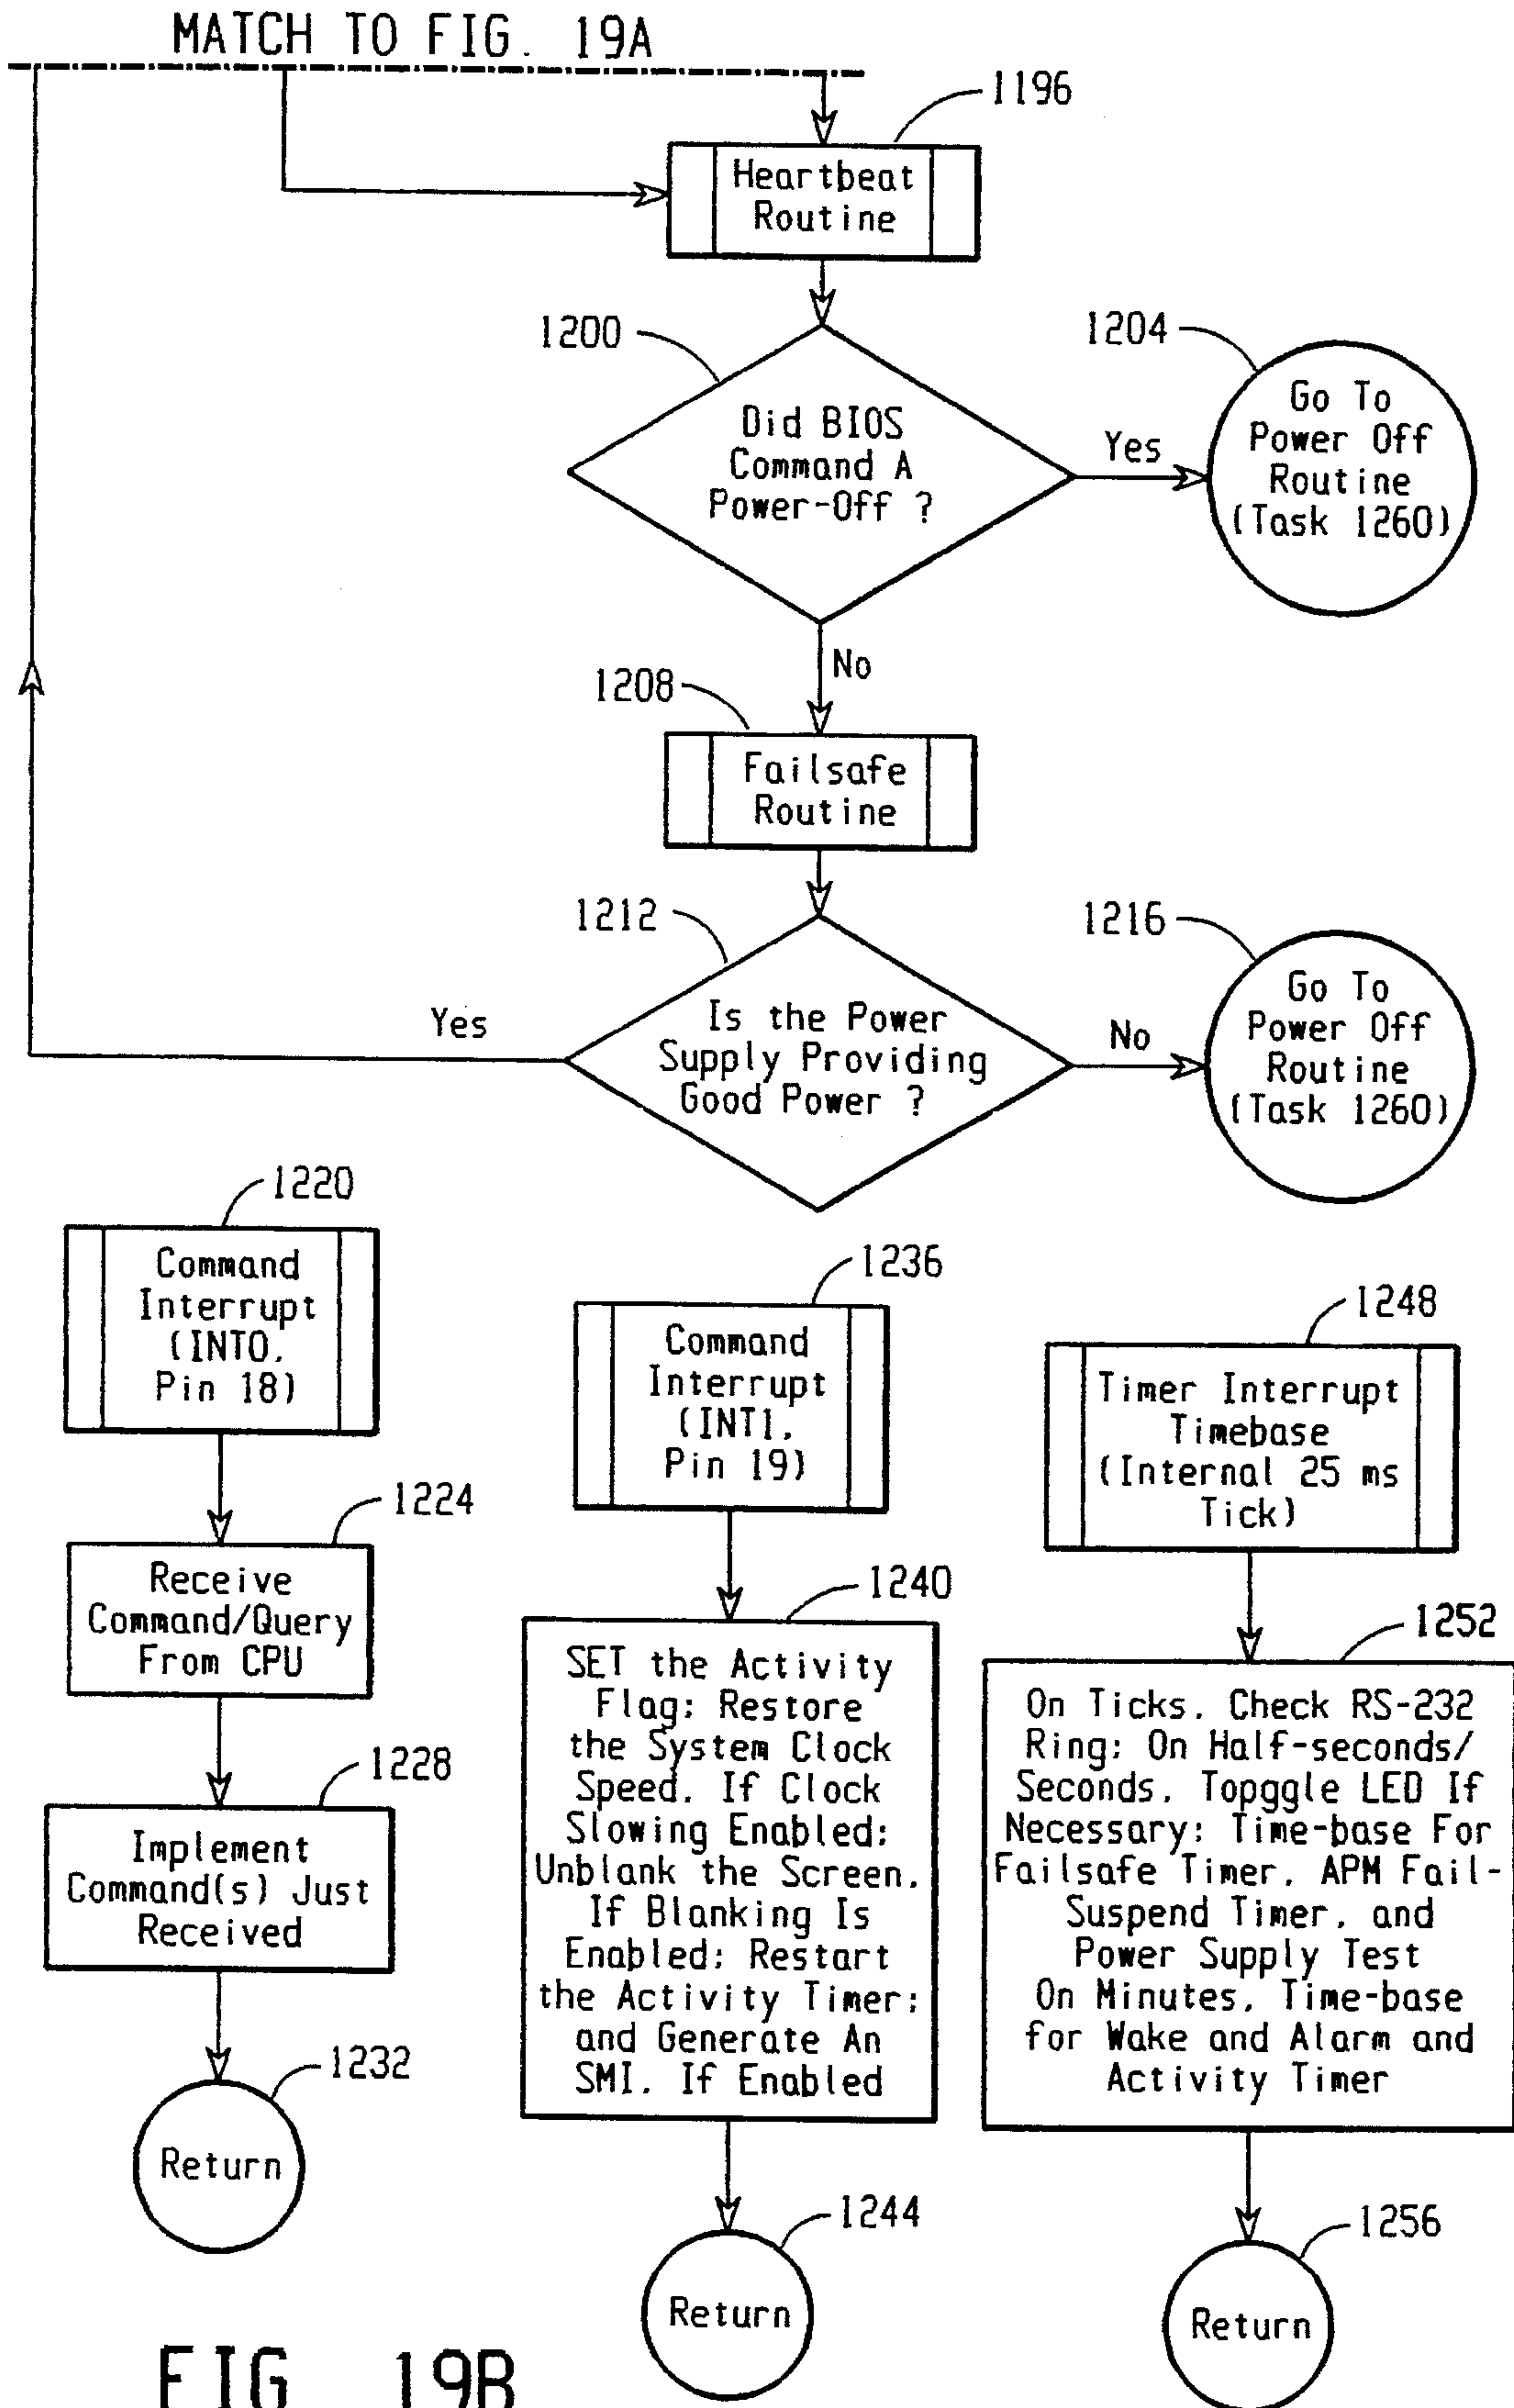 MATCH TO FIG. 19A
1196
Heartbeat
Routine
1200
Did BIOS
Command A
Power-Off ?
Yes
1204
Go To
Power Off
Routine
(Task 1260)
No
1208
Failsafe
Routine
1212
Is the Power
Supply Providing
Good Power ?
Yes
No
1216
Go To
Power Off
Routine
(Task 1260)
1220
Command
Interrupt
(INT0,
Pin 18)
1224
Receive
Command/Query
From CPU
1228
Implement
Command(s) Just
Received
1232
Return
1236
Command
Interrupt
(INT1,
Pin 19)
1240
SET the Activity
Flag; Restore
the System Clock
Speed, If Clock
Slowing Enabled;
Unblank the Screen,
If Blanking Is
Enabled; Restart
the Activity Timer;
and Generate An
SMI, If Enabled
1244
Return
1248
Timer Interrupt
Timebase
(Internal 25 ms
Tick)
1252
On Ticks, Check RS-232
Ring; On Half-seconds/
Seconds, Topggle LED If
Necessary; Time-base For
Failsafe Timer, APM Fail-
Suspend Timer, and
Power Supply Test
On Minutes, Time-base
for Wake and Alarm and
Activity Timer
1256
Return
FIG. 19B